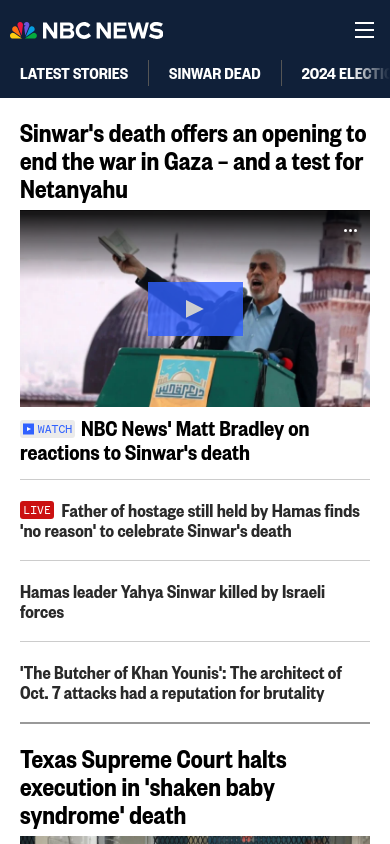 NBC NEWS
LATEST STORIES
SINWAR DEAD
2024 ELECTI
Sinwar's death offers an opening to
end the war in Gaza – and a test for
Netanyahu
WATCH NBC News' Matt Bradley on
reactions to Sinwar's death
LIVE Father of hostage still held by Hamas finds
'no reason' to celebrate Sinwar's death
Hamas leader Yahya Sinwar killed by Israeli
forces
'The Butcher of Khan Younis': The architect of
Oct. 7 attacks had a reputation for brutality
Texas Supreme Court halts
execution in 'shaken baby
syndrome' death